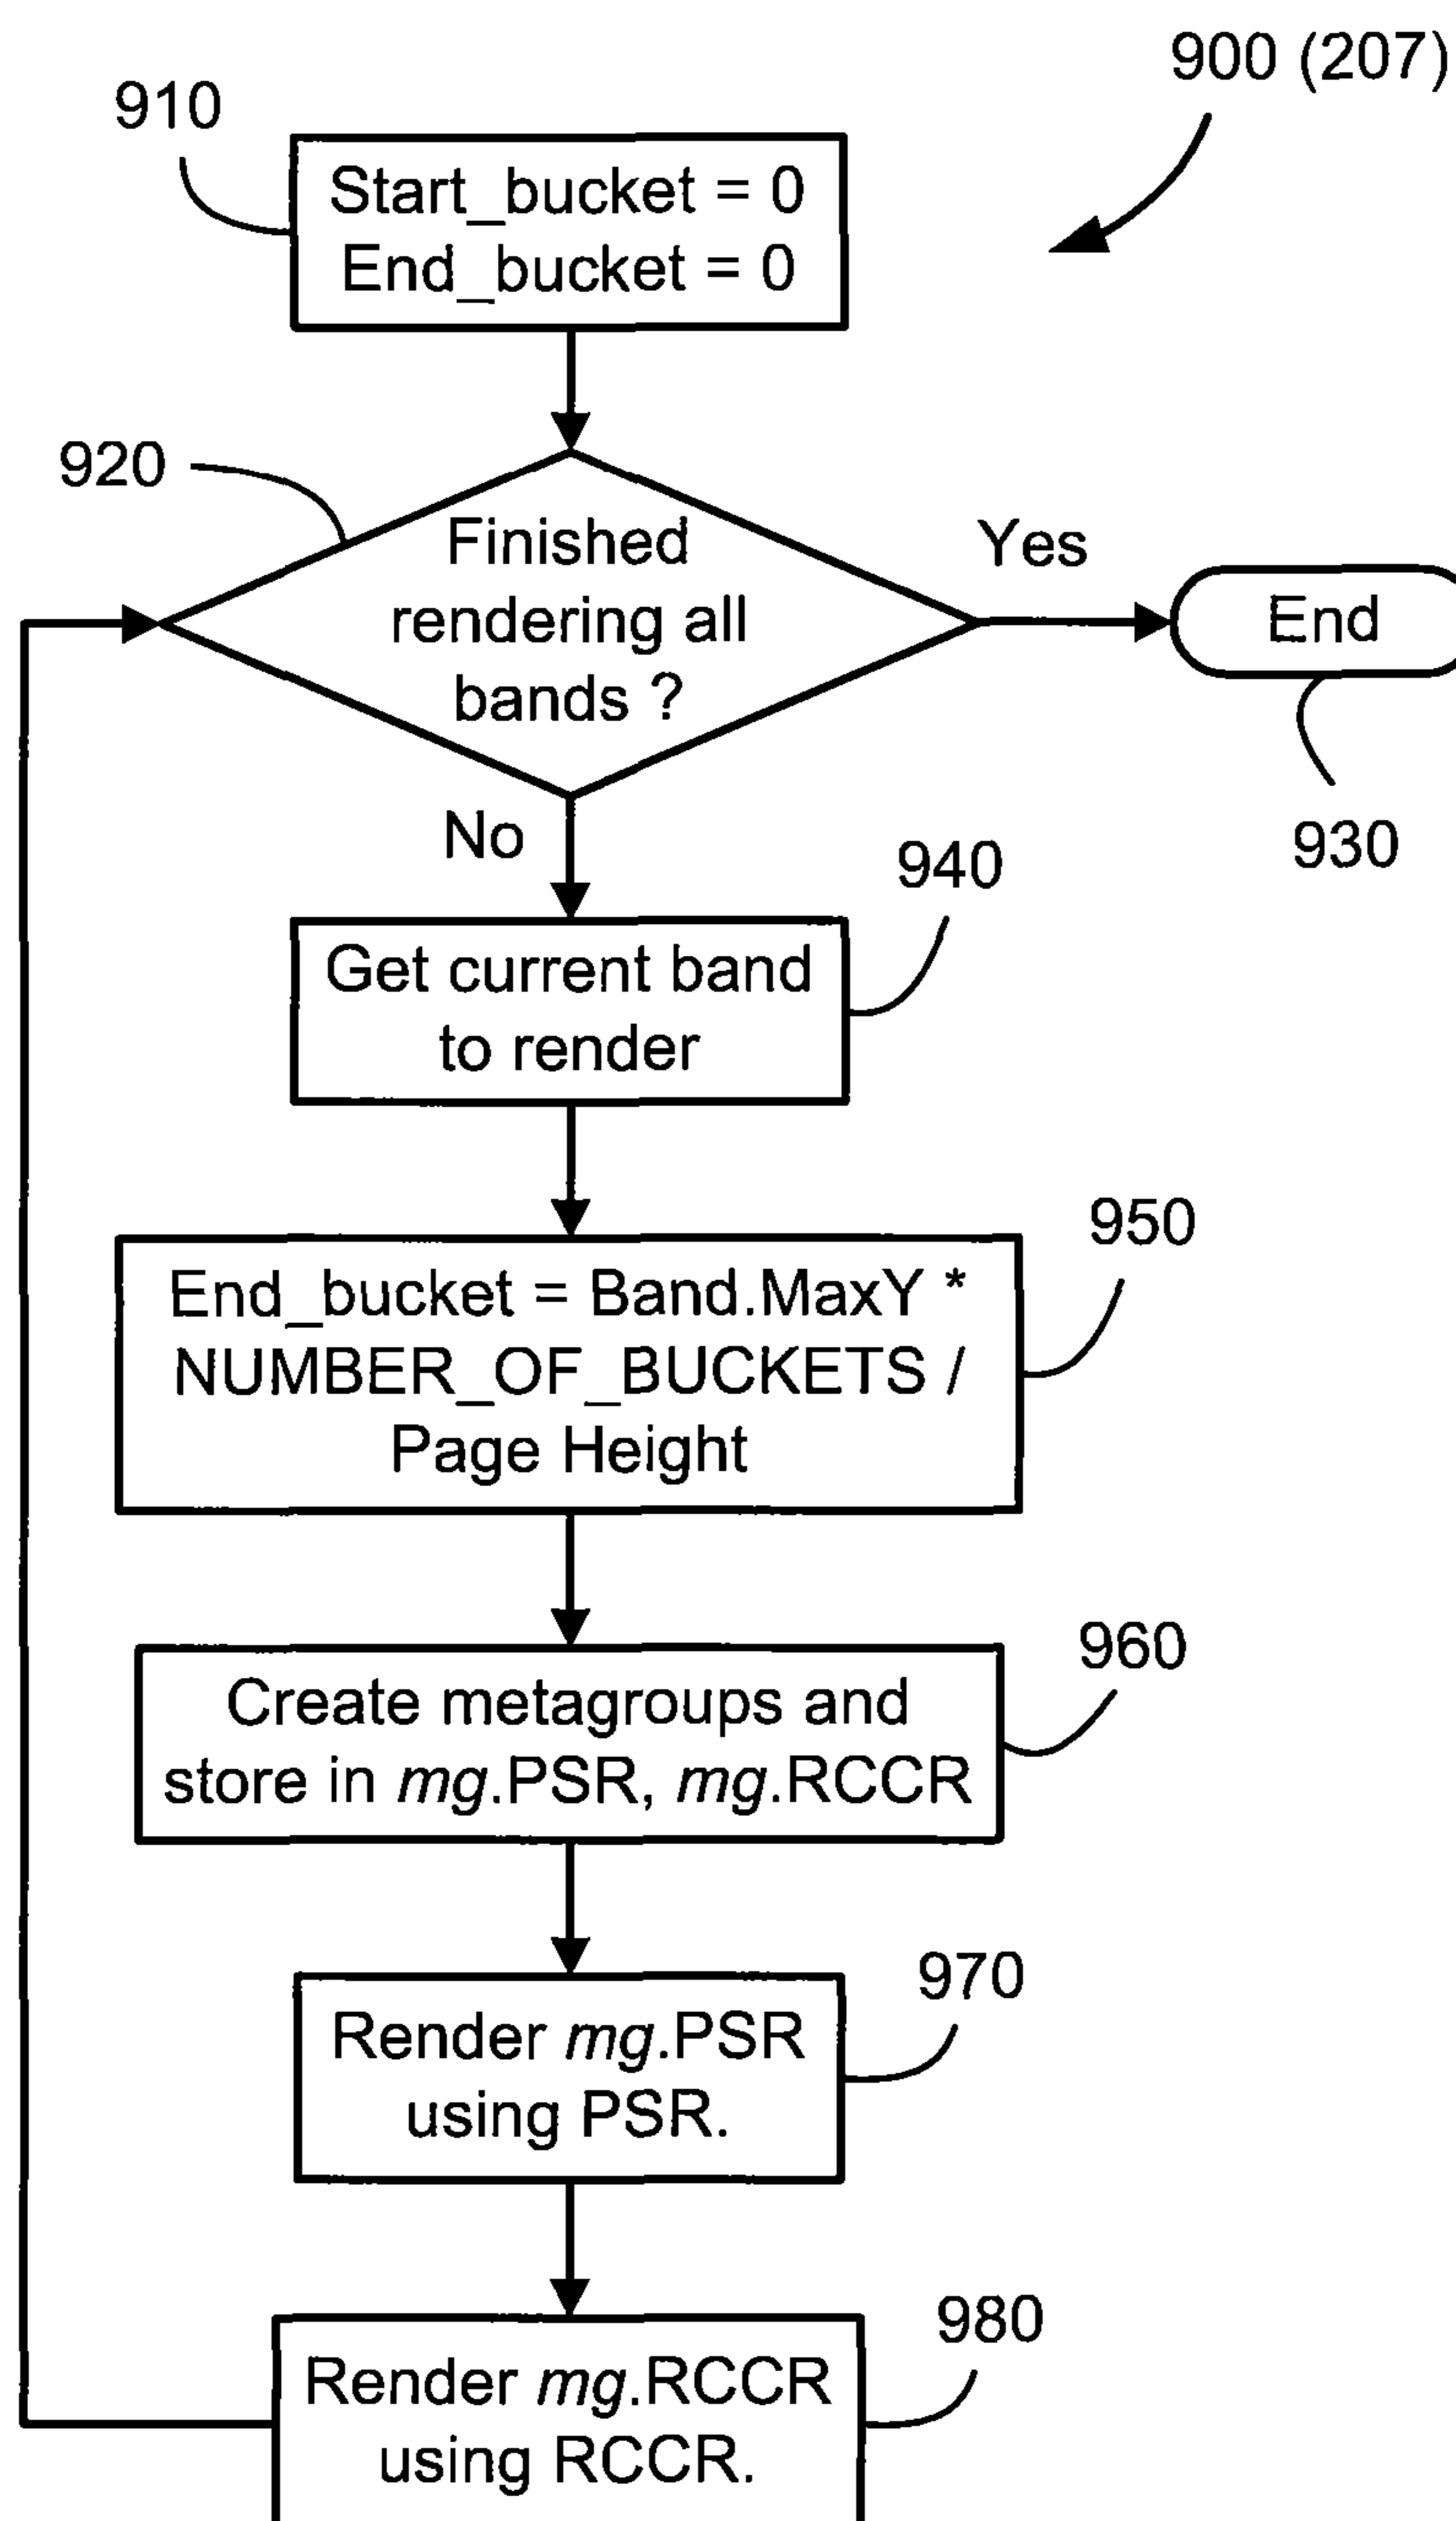 900 (207)
910
Start_bucket = 0
End_bucket = 0
920
Finished
rendering all
bands ?
Yes
End
930
No
940
Get current band
to render
950
End_bucket = Band.MaxY *
NUMBER_OF_BUCKETS /
Page Height
960
Create metagroups and
store in mg.PSR, mg.RCCR
970
Render mg.PSR
using PSR.
980
Render mg.RCCR
using RCCR.